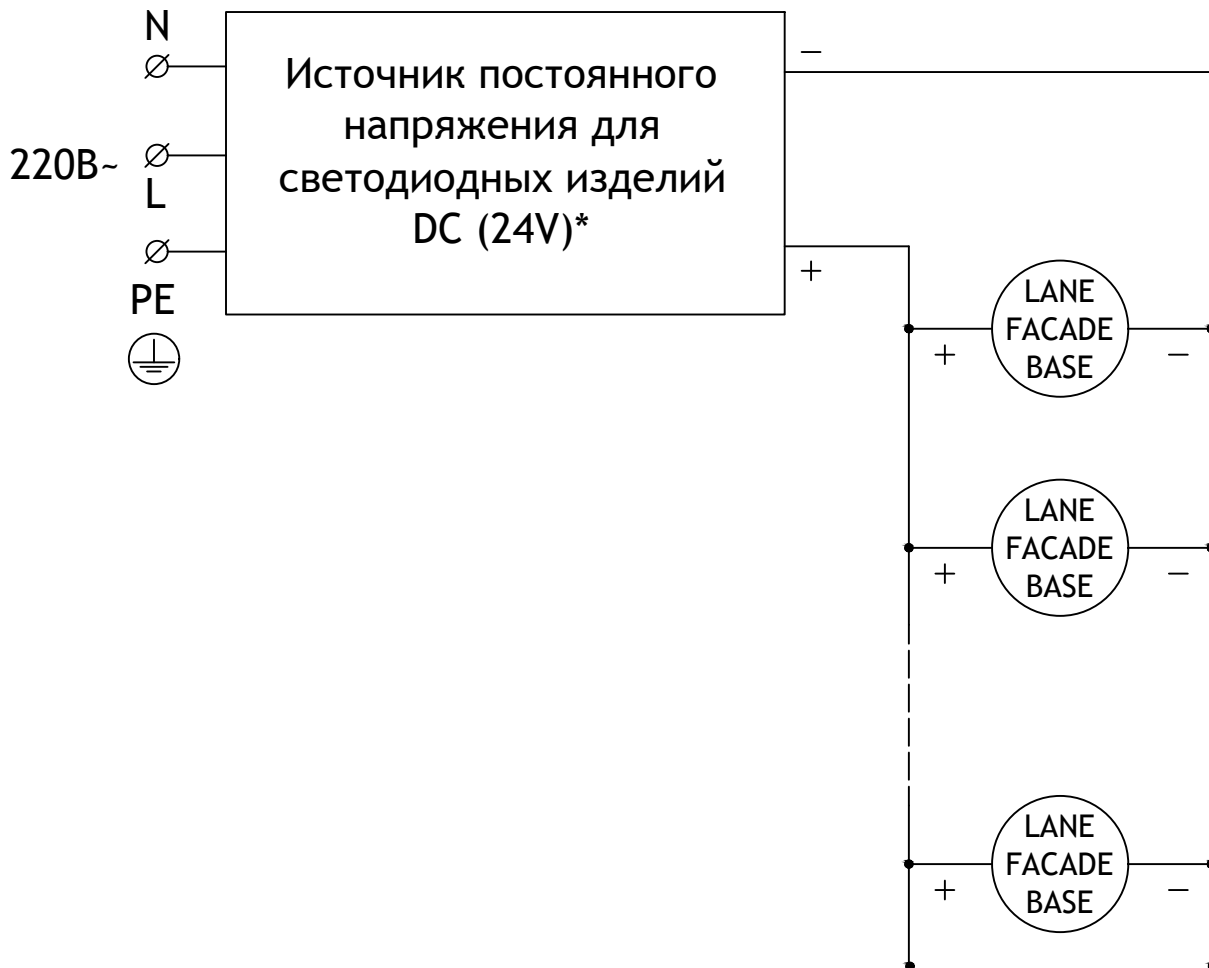 N
220В~
L
PE
Источник постоянного
напряжения для
светодиодных изделий
DC (24V)*
−
+
LANE
FACADE
BASE
+
−
LANE
FACADE
BASE
+
−
LANE
FACADE
BASE
+
−